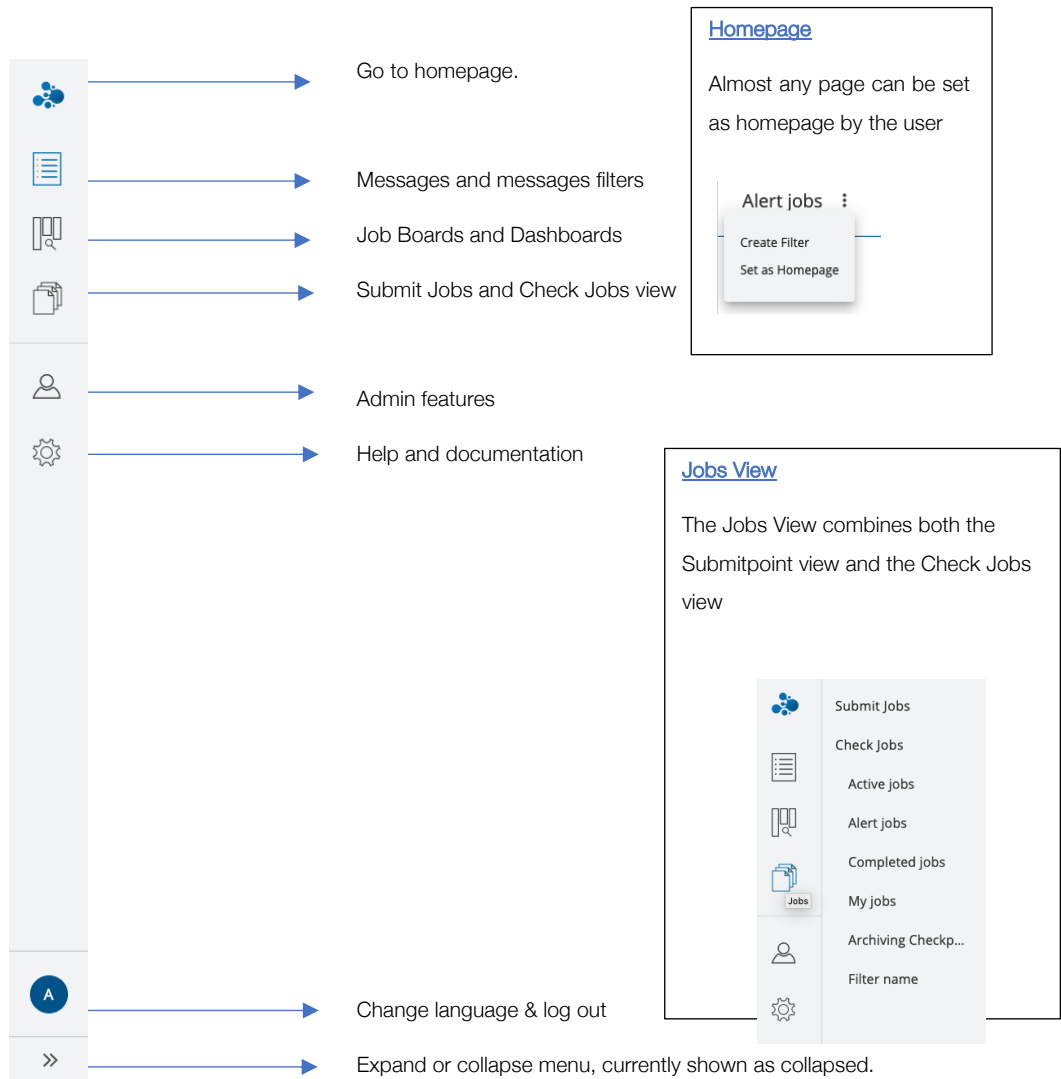 Homepage
Almost any page can be set
as homepage by the user
Alert jobs
Create Filter
Set as Homepage
Go to homepage.
Messages and messages filters
Job Boards and Dashboards
Submit Jobs and Check Jobs view
Admin features
Help and documentation
Jobs View
The Jobs View combines both the
Submitpoint view and the Check Jobs
view
Submit Jobs
Check Jobs
Active jobs
Alert jobs
Completed jobs
Jobs
My jobs
Archiving Checkp...
Filter name
A
Change language & log out
Expand or collapse menu, currently shown as collapsed.